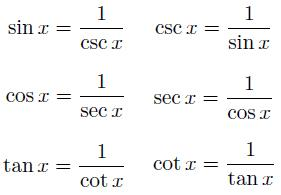 sin x = 1/csc x    csc x = 1/sin x
cos x = 1/sec x    sec x = 1/cos x
tan x = 1/cot x    cot x = 1/tan x